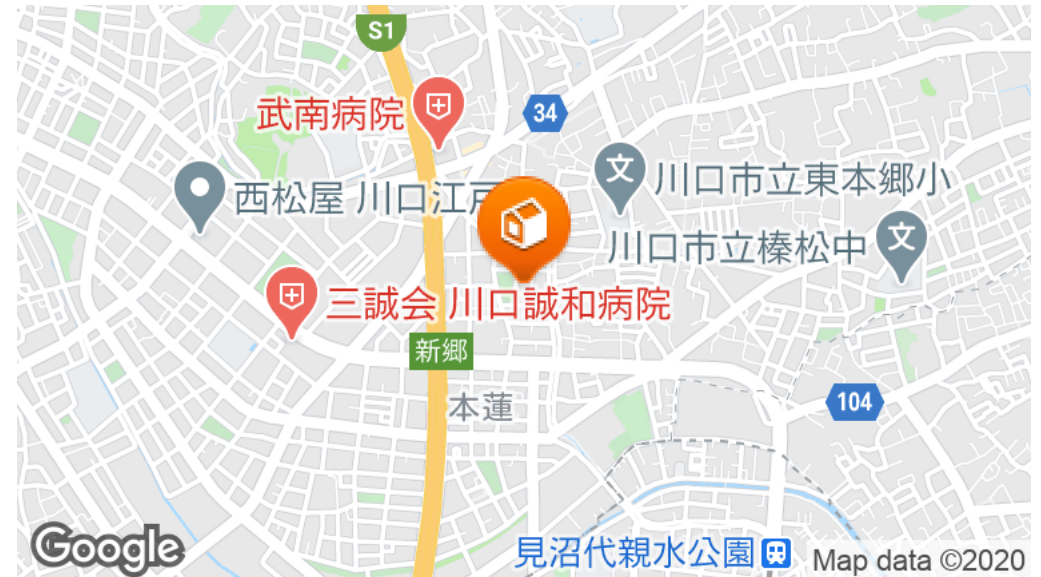 S1
武南病院
34
川口市立東本郷小
西松屋 川口江戸
川口市立榛松中
三誠会 川口誠和病院
新郷
本蓮
104
見沼代親水公園
Google
Map data ©2020
文
文